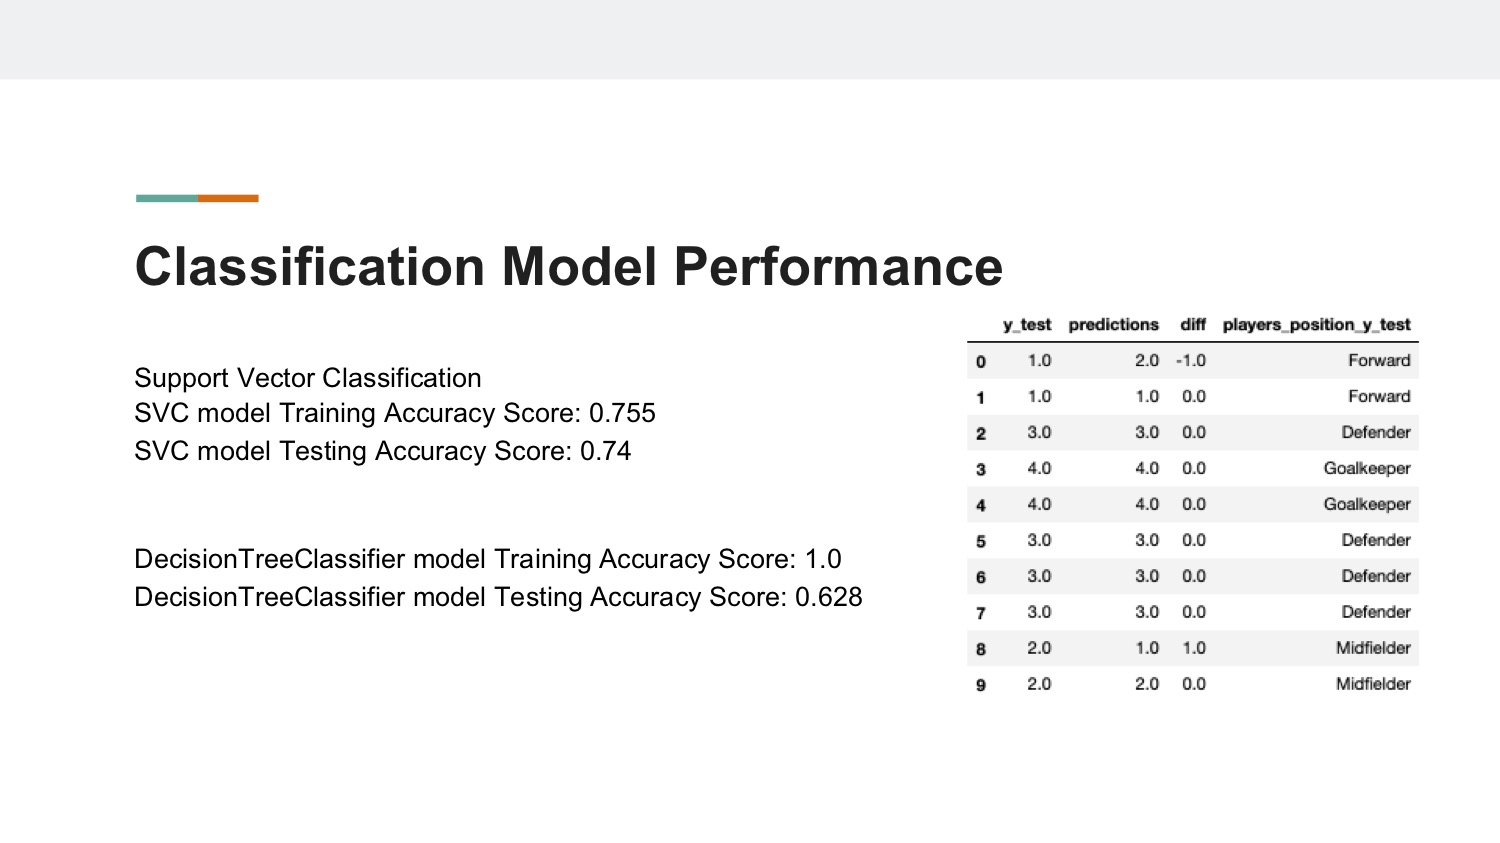 Classification Model Performance
Support Vector Classification
SVC model Training Accuracy Score: 0.755
SVC model Testing Accuracy Score: 0.74
DecisionTreeClassifier model Training Accuracy Score: 1.0
DecisionTreeClassifier model Testing Accuracy Score: 0.628
y_test predictions diff players_position_y_test
0 1.0 2.0 -1.0 Forward
1 1.0 1.0 0.0 Forward
2 3.0 3.0 0.0 Defender
3 4.0 4.0 0.0 Goalkeeper
4 4.0 4.0 0.0 Goalkeeper
5 3.0 3.0 0.0 Defender
6 3.0 3.0 0.0 Defender
7 3.0 3.0 0.0 Defender
8 2.0 1.0 1.0 Midfielder
9 2.0 2.0 0.0 Midfielder